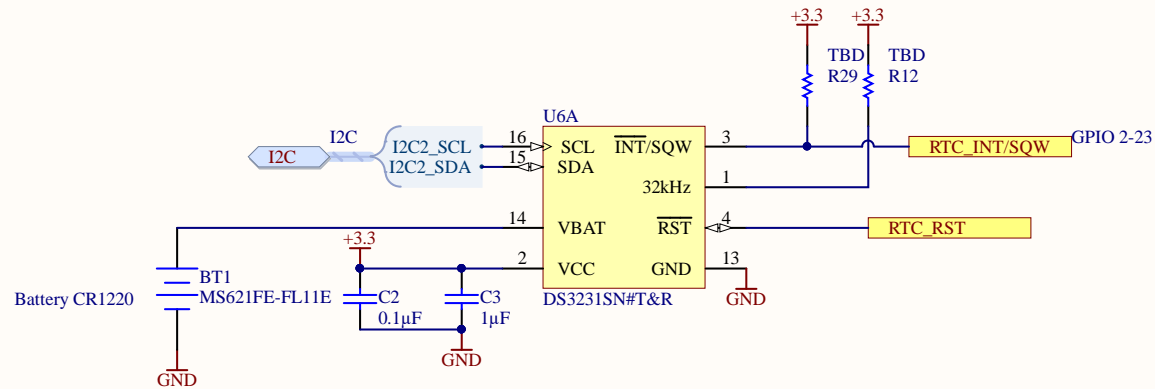 +3.3
+3.3
TBD
R29
TBD
R12
U6A
I2C
I2C
I2C2_SCL
I2C2_SDA
16
15
SCL
SDA
INT/SQW
3
RTC_INT/SQW
GPIO 2-23
32kHz
1
14
VBAT
RST
4
RTC_RST
+3.3
2
VCC
GND
13
GND
DS3231SN#T&R
Battery CR1220
BT1
MS621FE-FL11E
C2
0.1µF
C3
1µF
GND
GND